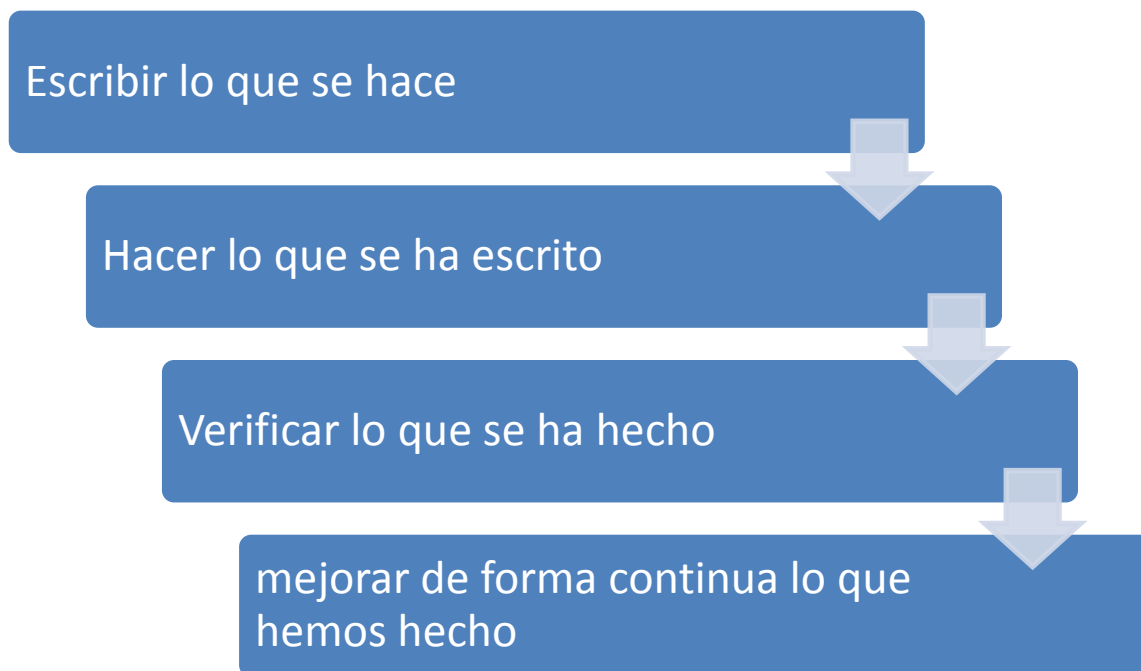 Escribir lo que se hace
Hacer lo que se ha escrito
Verificar lo que se ha hecho
mejorar de forma continua lo que
hemos hecho